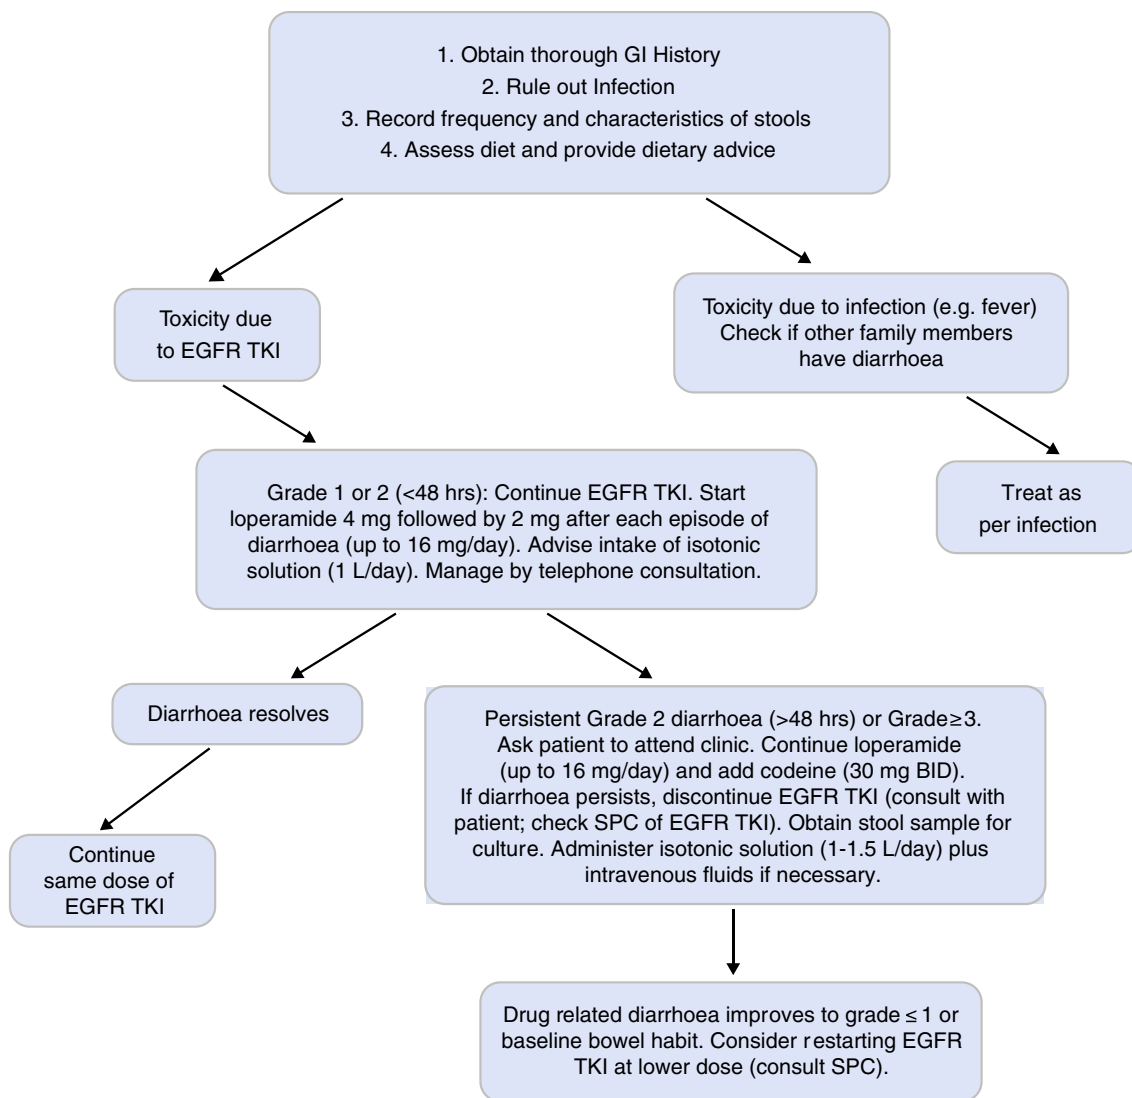 1. Obtain thorough GI History
2. Rule out Infection
3. Record frequency and characteristics of stools
4. Assess diet and provide dietary advice
Toxicity due
to EGFR TKI
Toxicity due to infection (e.g. fever)
Check if other family members
have diarrhoea
Grade 1 or 2 (<48 hrs): Continue EGFR TKI. Start
loperamide 4 mg followed by 2 mg after each episode of
diarrhoea (up to 16 mg/day). Advise intake of isotonic
solution (1 L/day). Manage by telephone consultation.
Treat as
per infection
Diarrhoea resolves
Persistent Grade 2 diarrhoea (>48 hrs) or Grade≥3.
Ask patient to attend clinic. Continue loperamide
(up to 16 mg/day) and add codeine (30 mg BID).
If diarrhoea persists, discontinue EGFR TKI (consult with
patient; check SPC of EGFR TKI). Obtain stool sample for
culture. Administer isotonic solution (1-1.5 L/day) plus
intravenous fluids if necessary.
Continue
same dose of
EGFR TKI
Drug related diarrhoea improves to grade ≤ 1 or
baseline bowel habit. Consider restarting EGFR
TKI at lower dose (consult SPC).